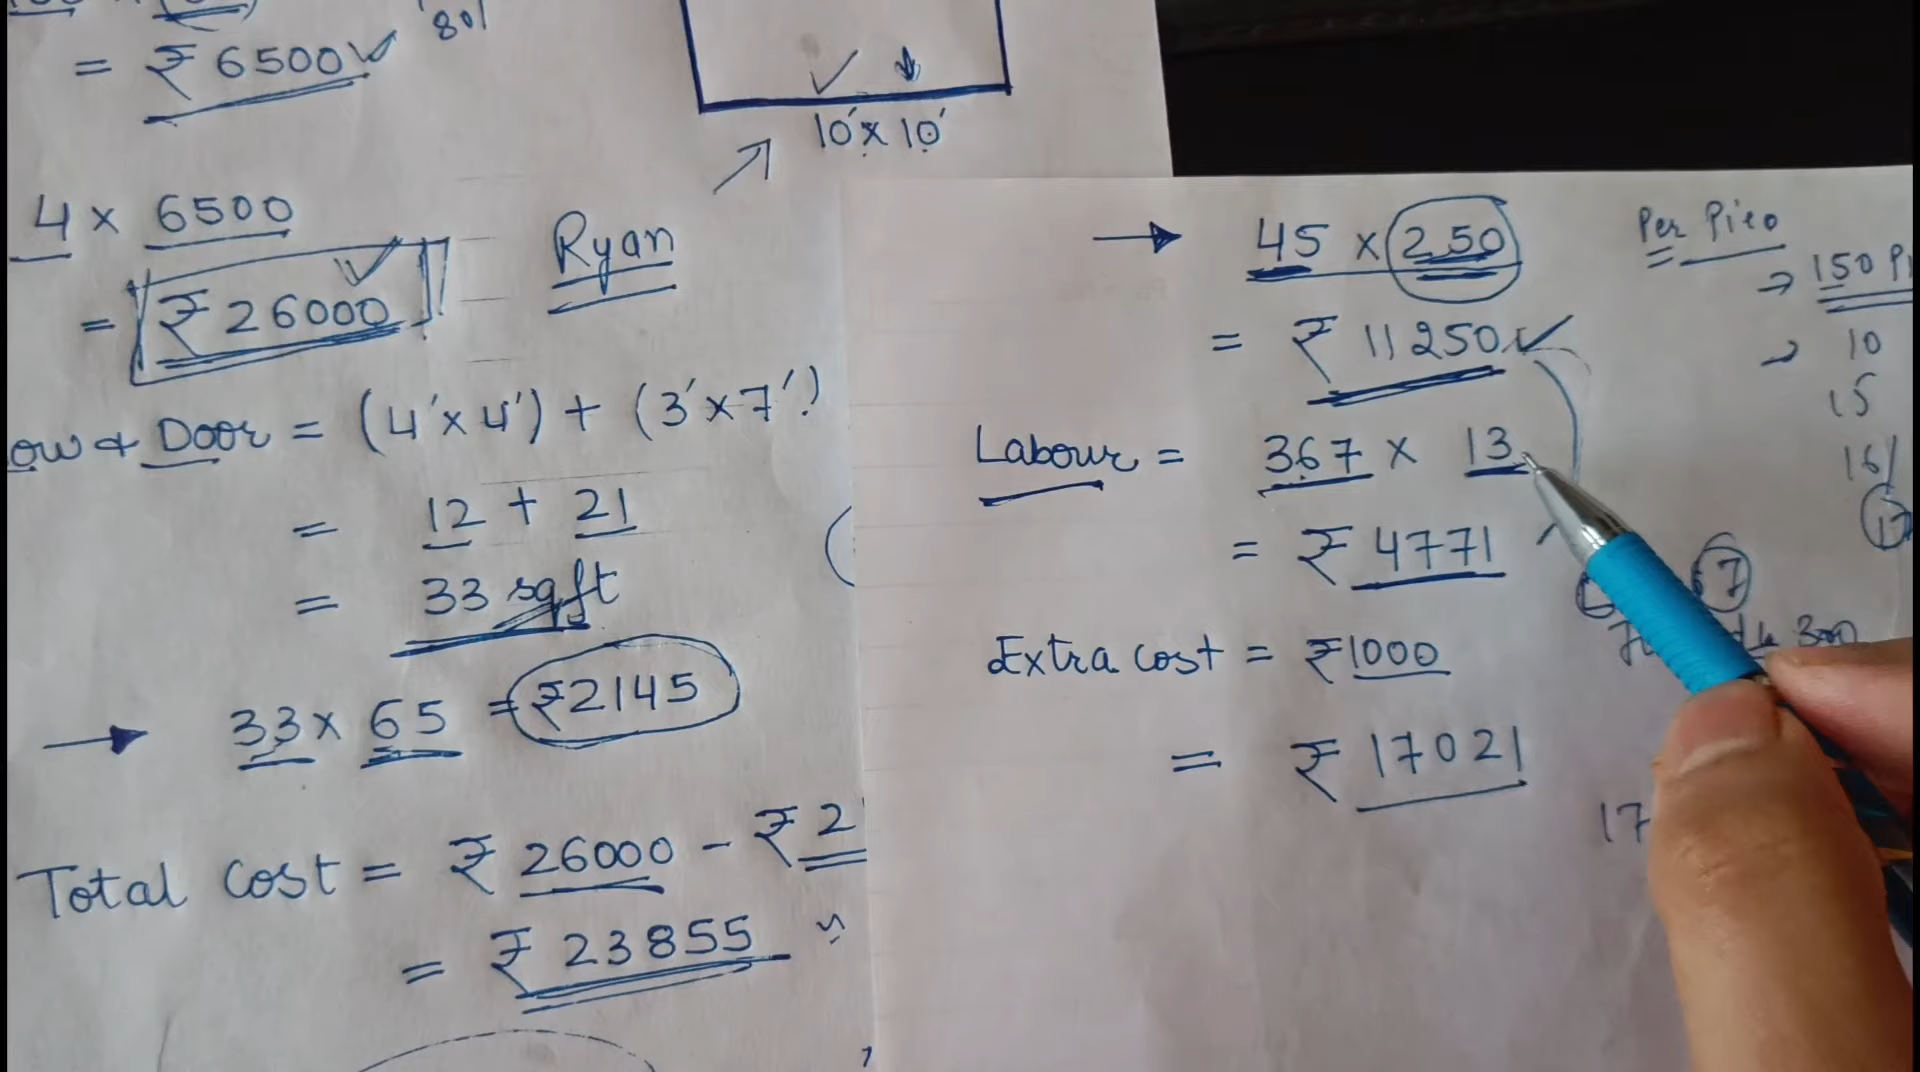 = ₹ 6500
10' x 10'
4 x 6500
= ₹ 26000
Ryan
ow & Door = (4' x 4') + (3' x 7')
= 12 + 21
= 33 sqft
33 x 65 = ₹2145
Total Cost = ₹ 26000 - ₹ 2
= ₹ 23855
45 x 250
= ₹ 11250
Labour = 367 x 13
= ₹ 4771
Extra cost = ₹1000
= ₹ 17021
Per
150
10
15
16/
17
7
17